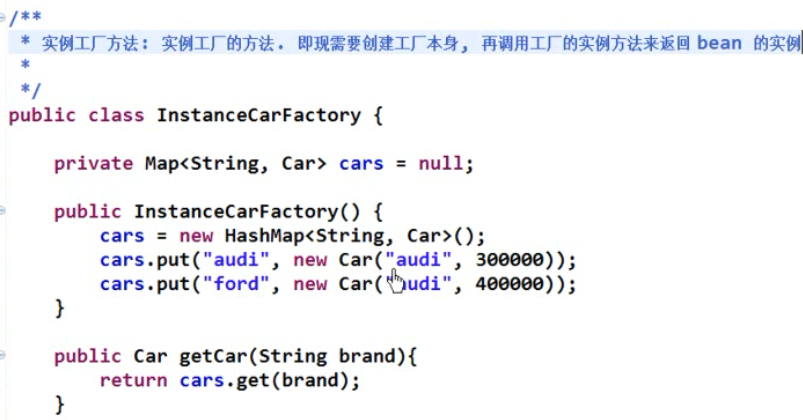 /**
 * 实例工厂方法: 实例工厂的方法. 即现需要创建工厂本身, 再调用工厂的实例方法来返回 bean 的实例
 *
 */
public class InstanceCarFactory {
    private Map<String, Car> cars = null;
    public InstanceCarFactory() {
        cars = new HashMap<String, Car>();
        cars.put("audi", new Car("audi", 300000));
        cars.put("ford", new Car("audi", 400000));
    }
    public Car getCar(String brand){
        return cars.get(brand);
    }